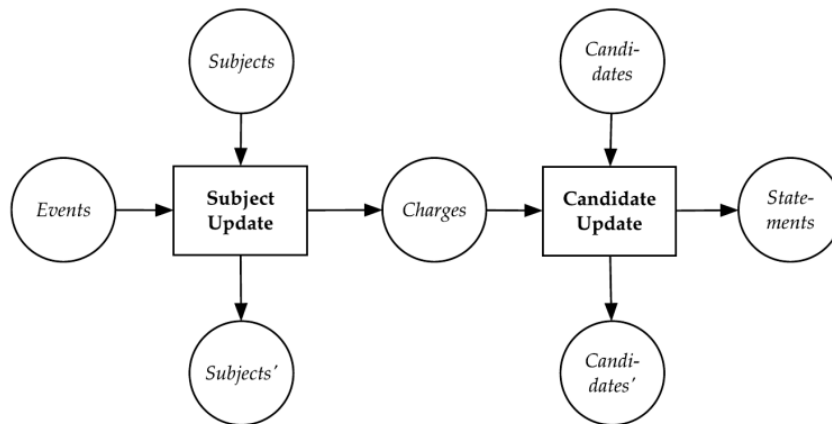 Subjects
Candi-
dates
Events
Subject
Update
Charges
Candidate
Update
State-
ments
Subjects'
Candi-
dates'